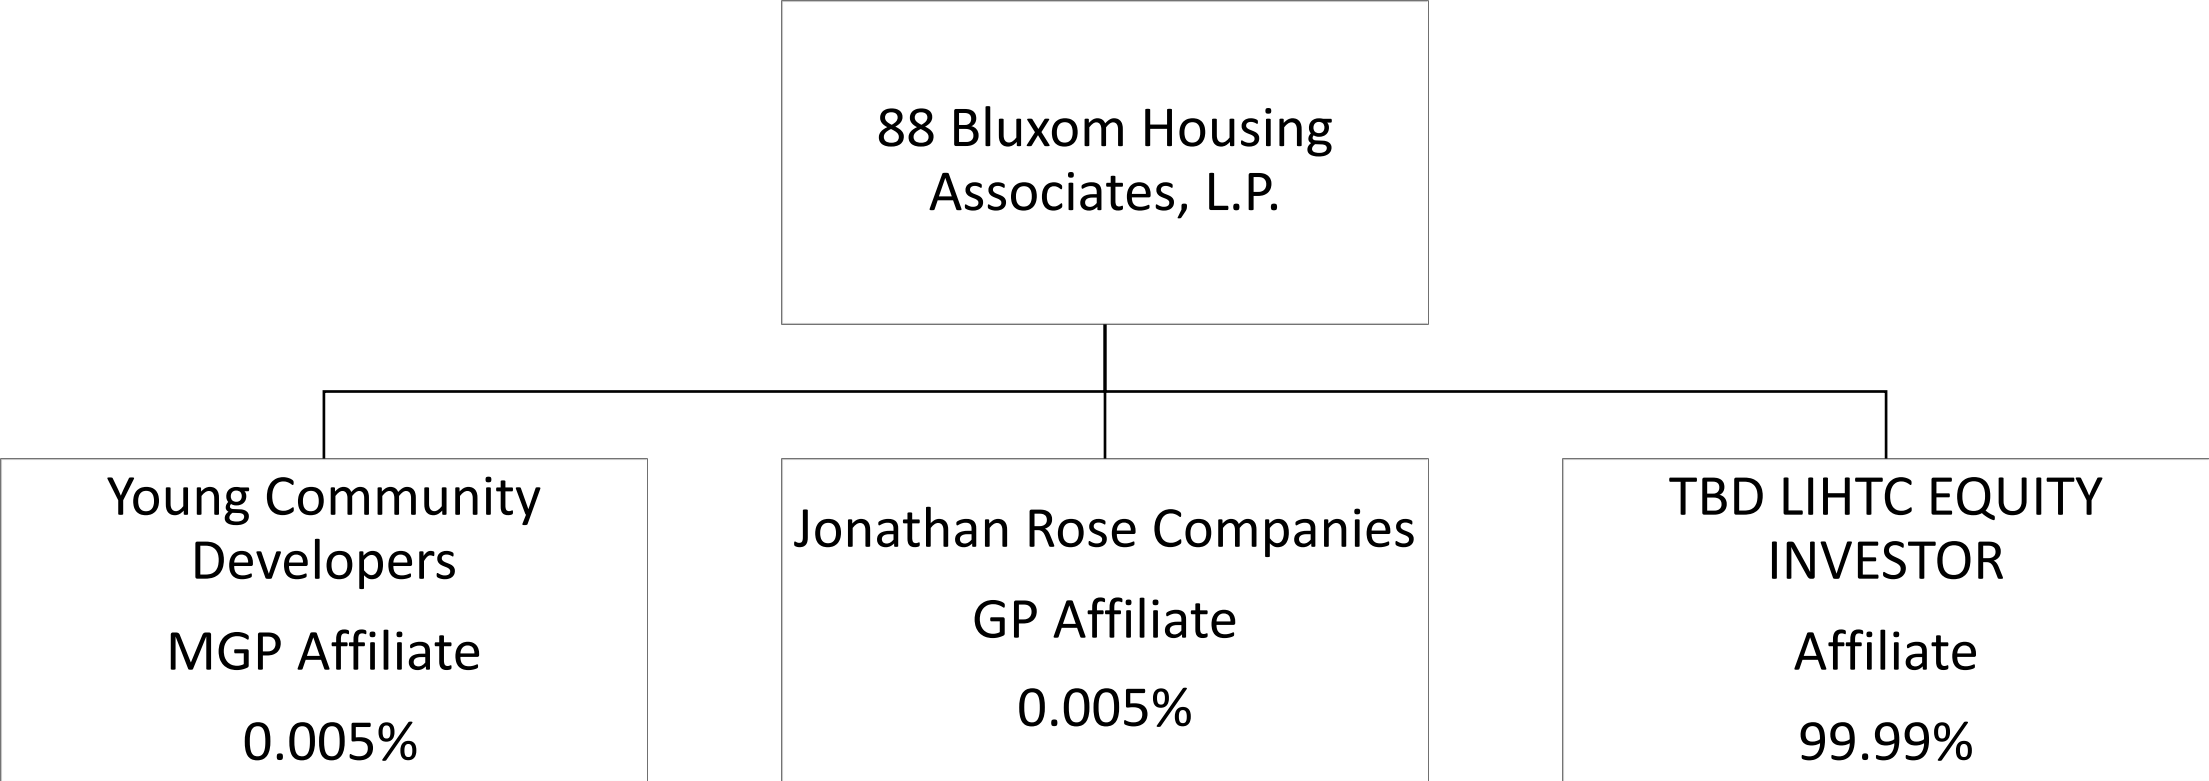 88 Bluxom Housing
Associates, L.P.
Young Community
Developers
MGP Affiliate
0.005%
Jonathan Rose Companies
GP Affiliate
0.005%
TBD LIHTC EQUITY
INVESTOR
Affiliate
99.99%